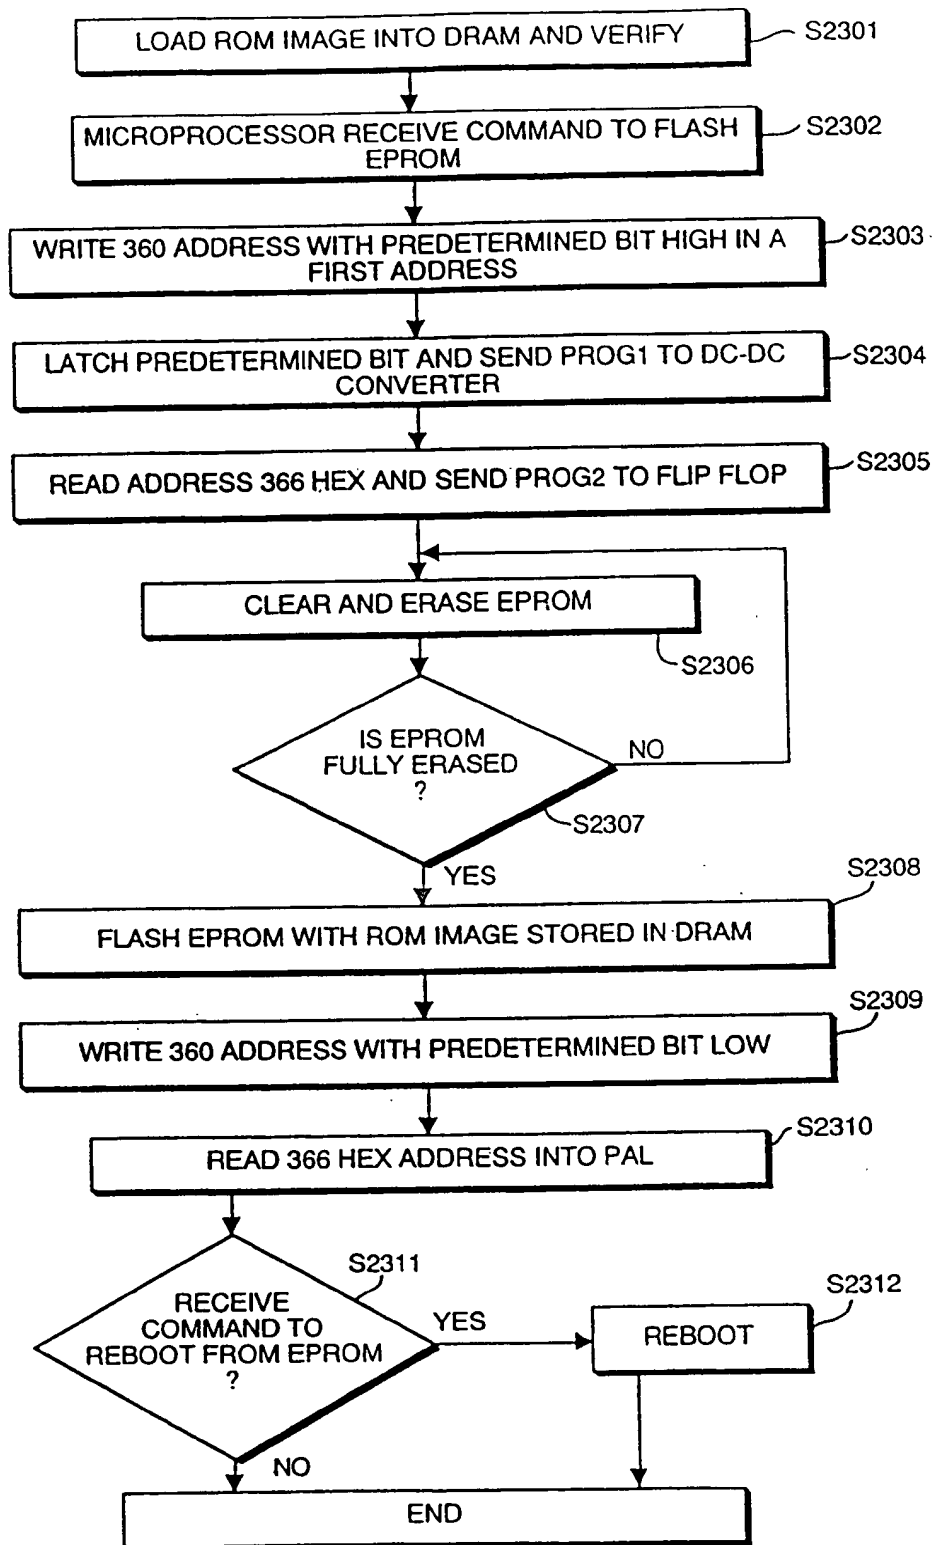 LOAD ROM IMAGE INTO DRAM AND VERIFY
S2301
MICROPROCESSOR RECEIVE COMMAND TO FLASH
EPROM
S2302
WRITE 360 ADDRESS WITH PREDETERMINED BIT HIGH IN A
FIRST ADDRESS
S2303
LATCH PREDETERMINED BIT AND SEND PROG1 TO DC-DC
CONVERTER
S2304
READ ADDRESS 366 HEX AND SEND PROG2 TO FLIP FLOP
S2305
CLEAR AND ERASE EPROM
S2306
IS EPROM
FULLY ERASED
?
NO
S2307
YES
S2308
FLASH EPROM WITH ROM IMAGE STORED IN DRAM
S2309
WRITE 360 ADDRESS WITH PREDETERMINED BIT LOW
S2310
READ 366 HEX ADDRESS INTO PAL
S2311
RECEIVE
COMMAND TO
REBOOT FROM EPROM
?
YES
S2312
REBOOT
NO
END